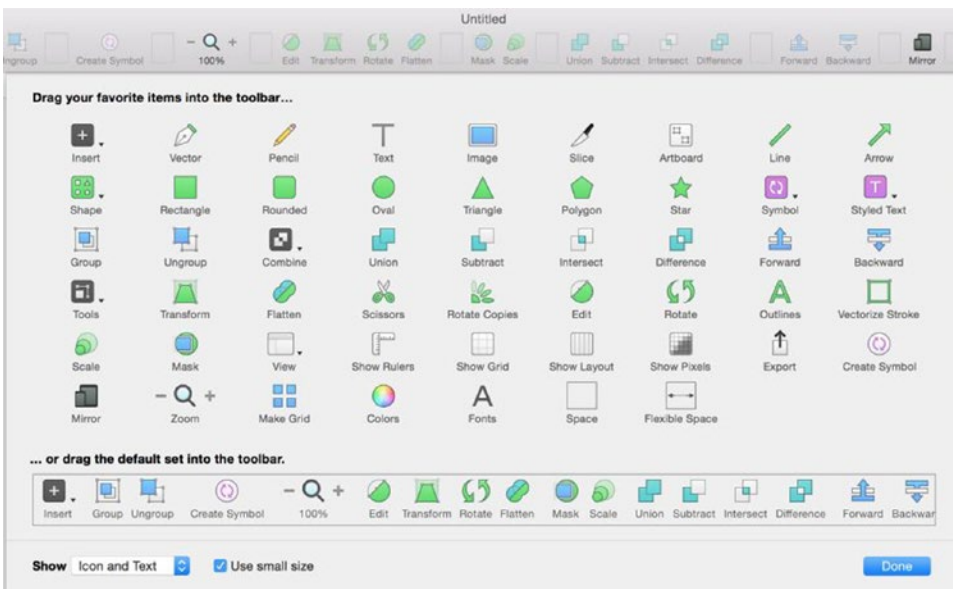 Untitled
ngroup Create Symbol 100% Edit Transform Rotate Flatten Mask Scale Union Subtract Intersect Difference Forward Backward Mirror
Drag your favorite items into the toolbar...
Insert Vector Pencil Text Image Slice Artboard Line Arrow
Shape Rectangle Rounded Oval Triangle Polygon Star Symbol Styled Text
Group Ungroup Combine Union Subtract Intersect Difference Forward Backward
Tools Transform Flatten Scissors Rotate Copies Edit Rotate Outlines Vectorize Stroke
Scale Mask View Show Rulers Show Grid Show Layout Show Pixels Export Create Symbol
Mirror Zoom Make Grid Colors Fonts Space Flexible Space
... or drag the default set into the toolbar.
Insert Group Ungroup Create Symbol 100% Edit Transform Rotate Flatten Mask Scale Union Subtract Intersect Difference Forward Backwar
Show Icon and Text Use small size Done